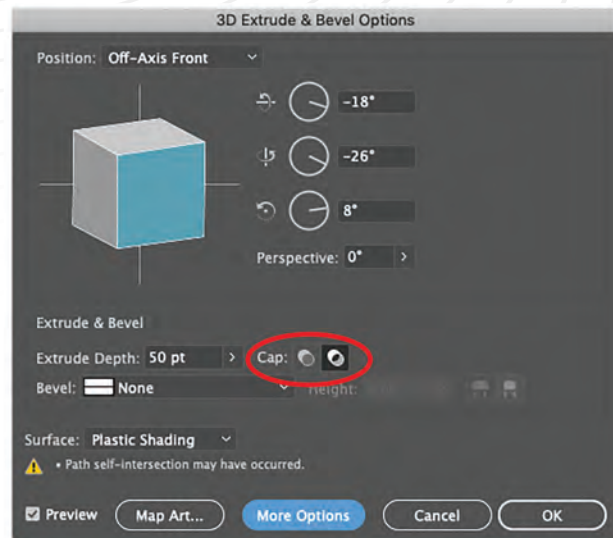 3D Extrude & Bevel Options
Position: Off-Axis Front
-18°
-26°
8°
Perspective: 0°
Extrude & Bevel
Extrude Depth: 50 pt Cap:
Bevel: None Height:
Surface: Plastic Shading
• Path self-intersection may have occurred.
Preview Map Art... More Options Cancel OK